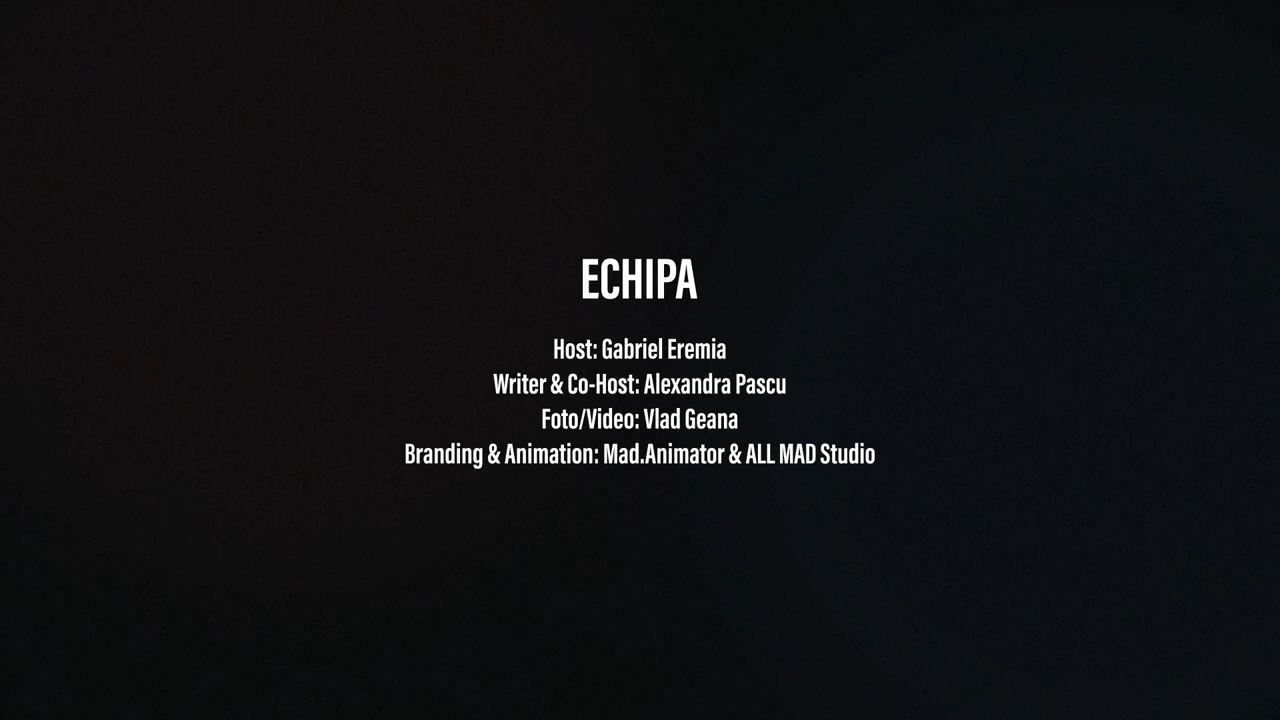 ECHIPA
Host: Gabriel Eremia
Writer & Co-Host: Alexandra Pascu
Foto/Video: Vlad Geana
Branding & Animation: Mad.Animator & ALL MAD Studio